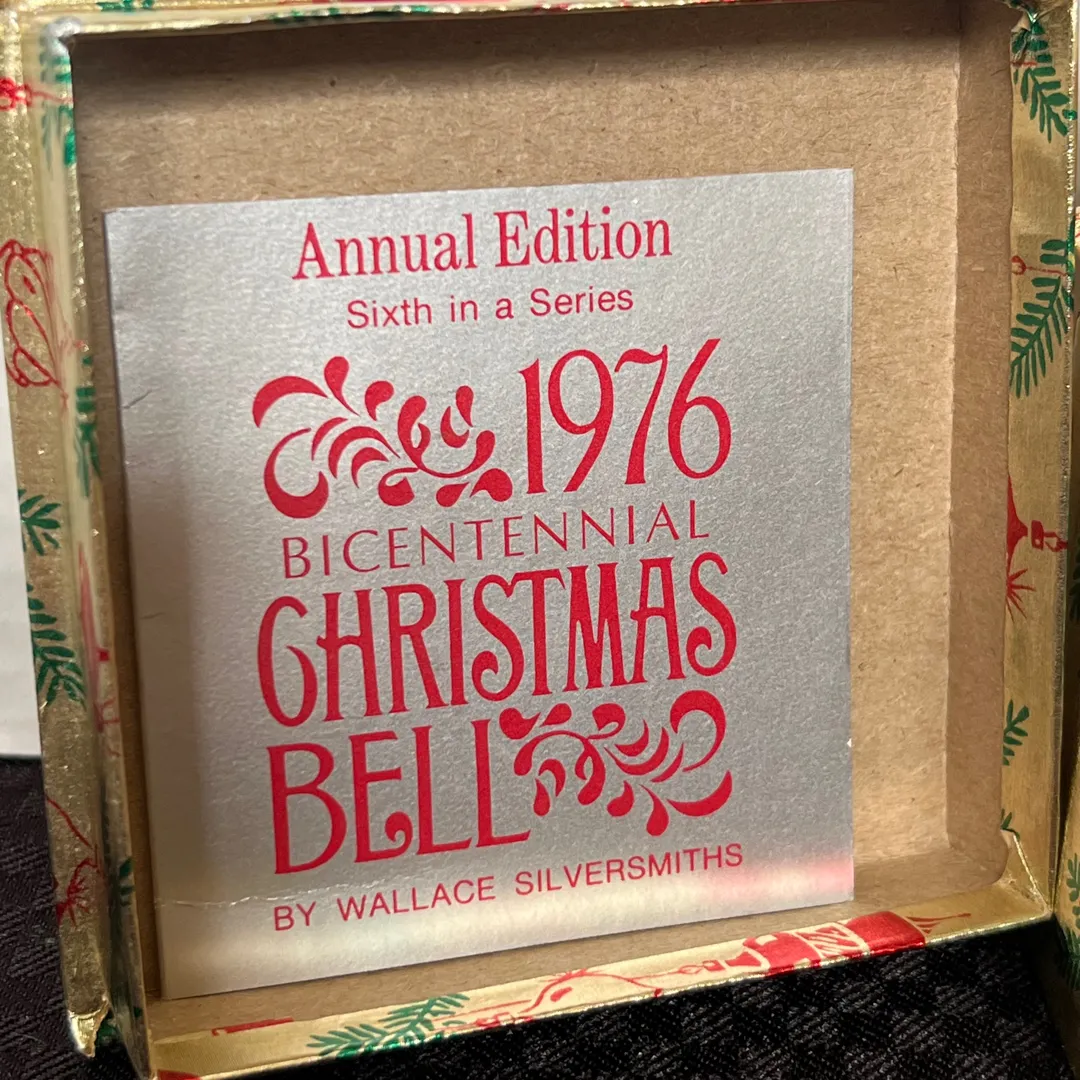 Annual Edition
Sixth in a Series
1976
BICENTENNIAL
CHRISTMAS
BELL
BY WALLACE SILVERSMITHS